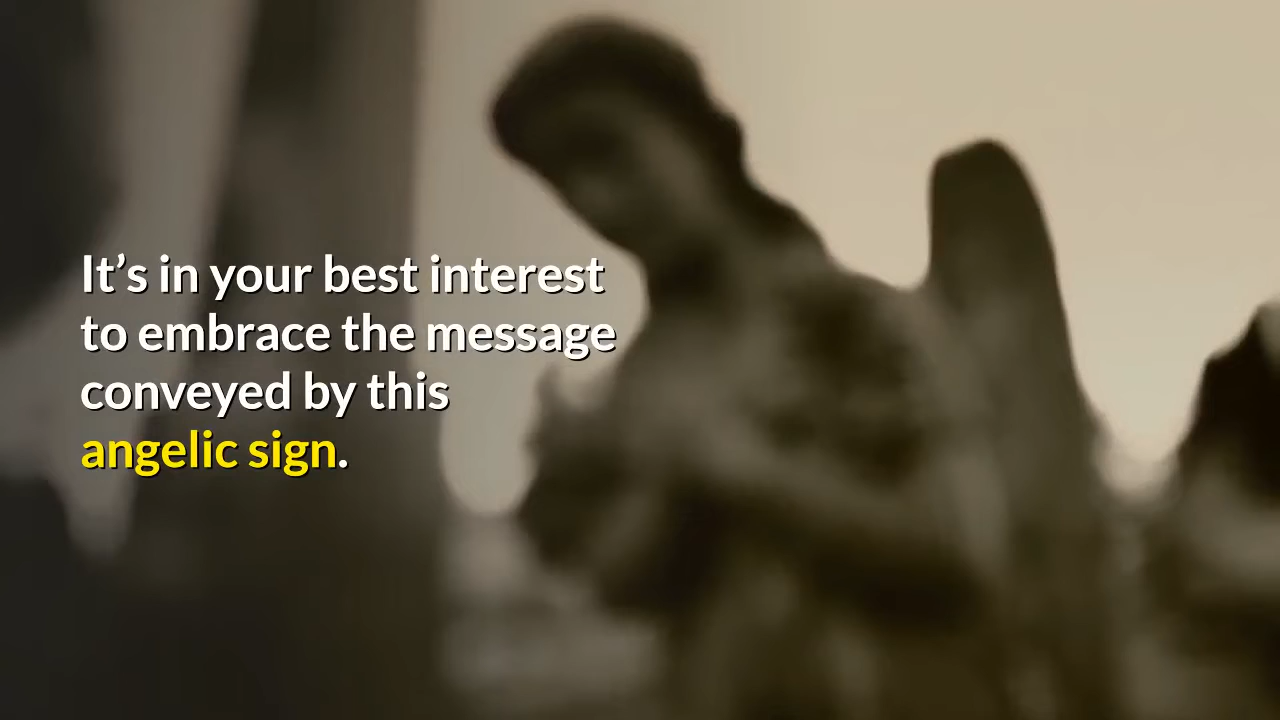 It’s in your best interest
to embrace the message
conveyed by this
angelic sign.